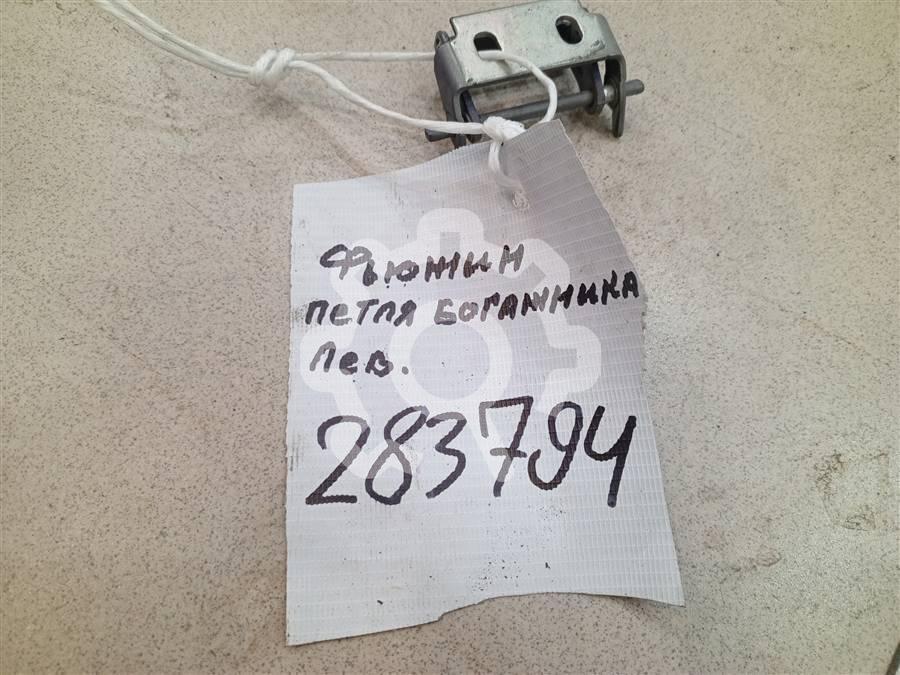 Фьюжин
петля богажника
лев.
283794